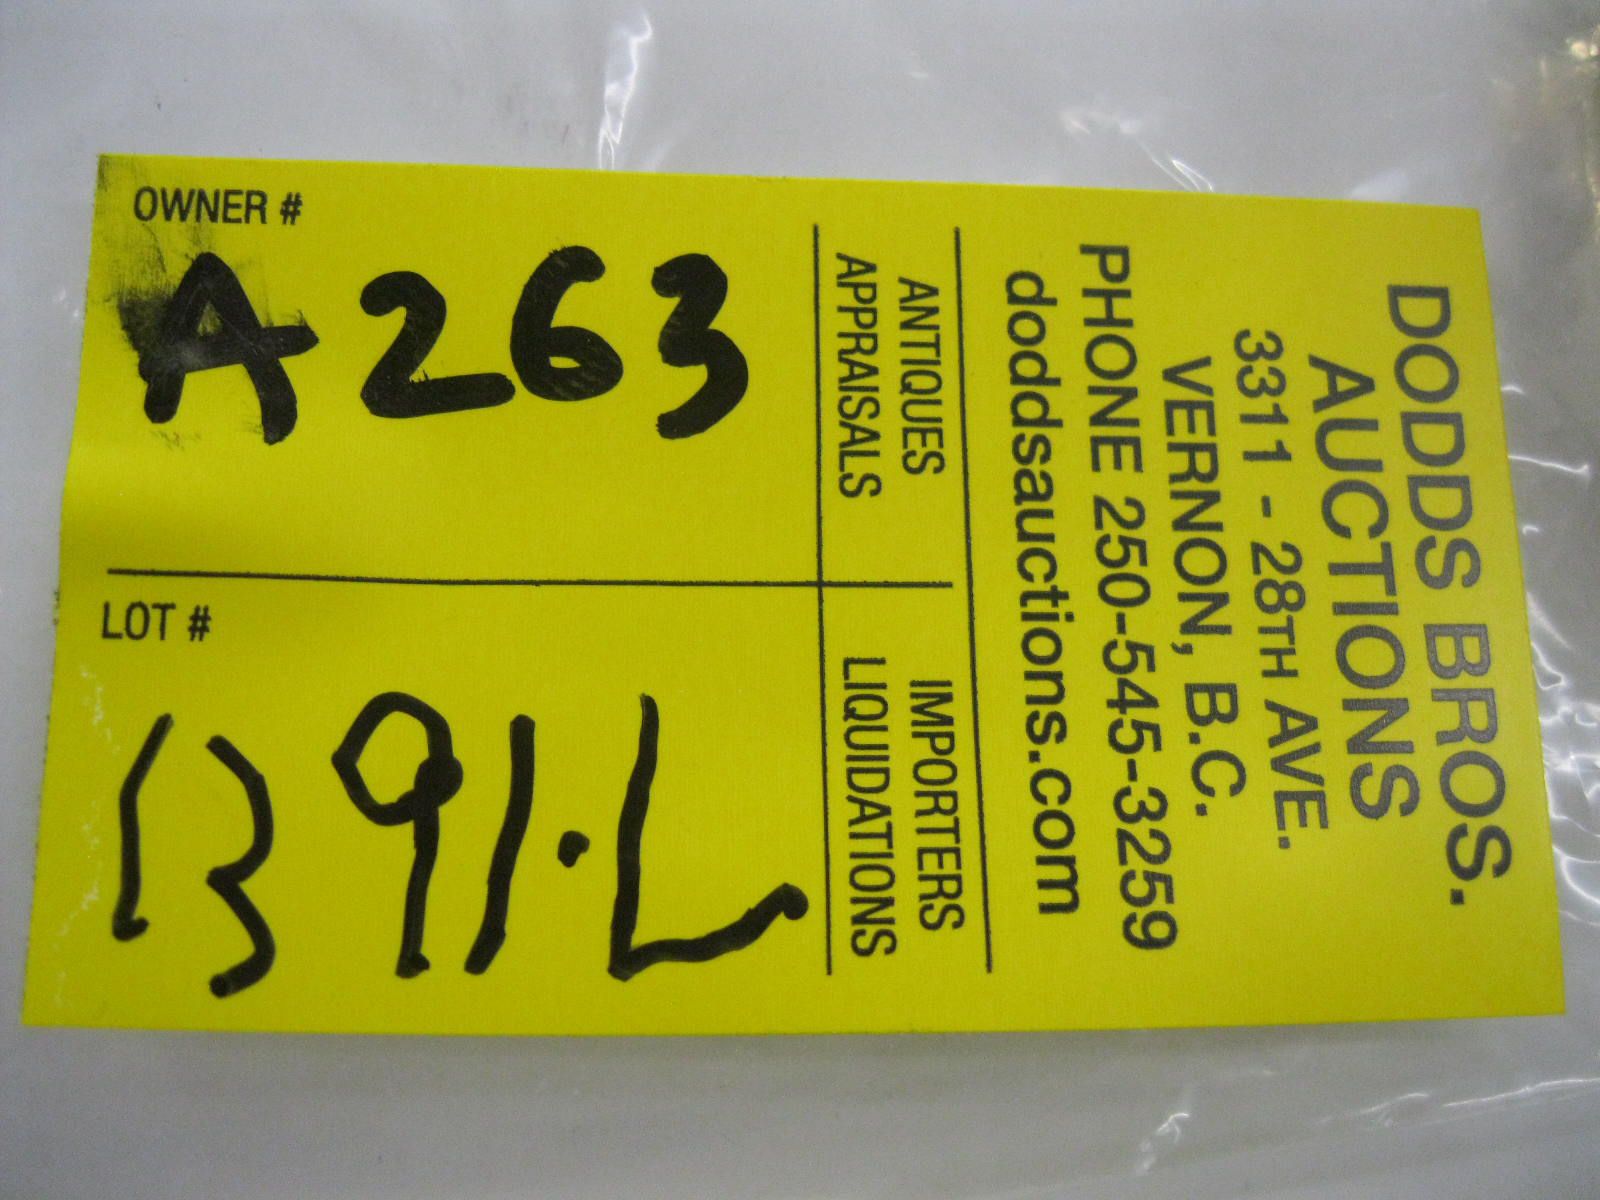 OWNER #
A263
LOT #
1391.L
ANTIQUES
APPRAISALS
IMPORTERS
LIQUIDATIONS
DODDS BROS.
AUCTIONS
3311 - 28TH AVE.
VERNON, B.C.
PHONE 250-545-3259
doddsauctions.com